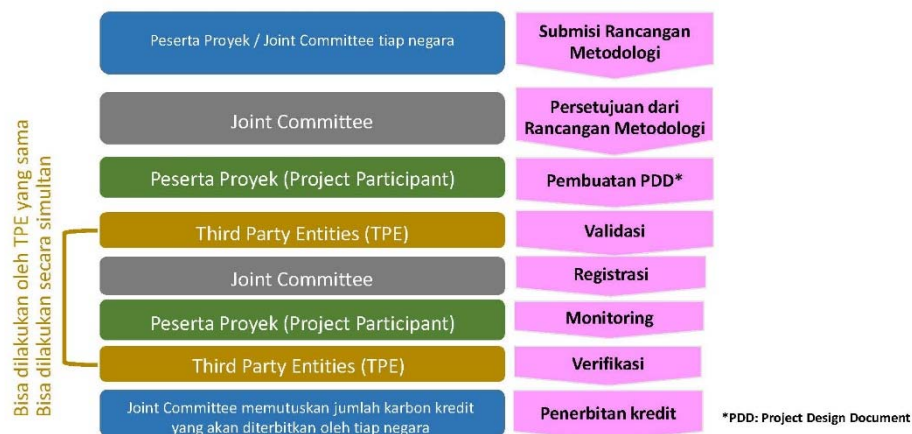 Peserta Proyek / Joint Committee tiap negara
Submisi Rancangan
Metodologi
Joint Committee
Persetujuan dari
Rancangan Metodologi
Peserta Proyek (Project Participant)
Pembuatan PDD*
Bisa dilakukan oleh TPE yang sama
Bisa dilakukan secara simultan
Third Party Entities (TPE)
Validasi
Joint Committee
Registrasi
Peserta Proyek (Project Participant)
Monitoring
Third Party Entities (TPE)
Verifikasi
Joint Committee memutuskan jumlah karbon kredit
yang akan diterbitkan oleh tiap negara
Penerbitan kredit
*PDD: Project Design Document